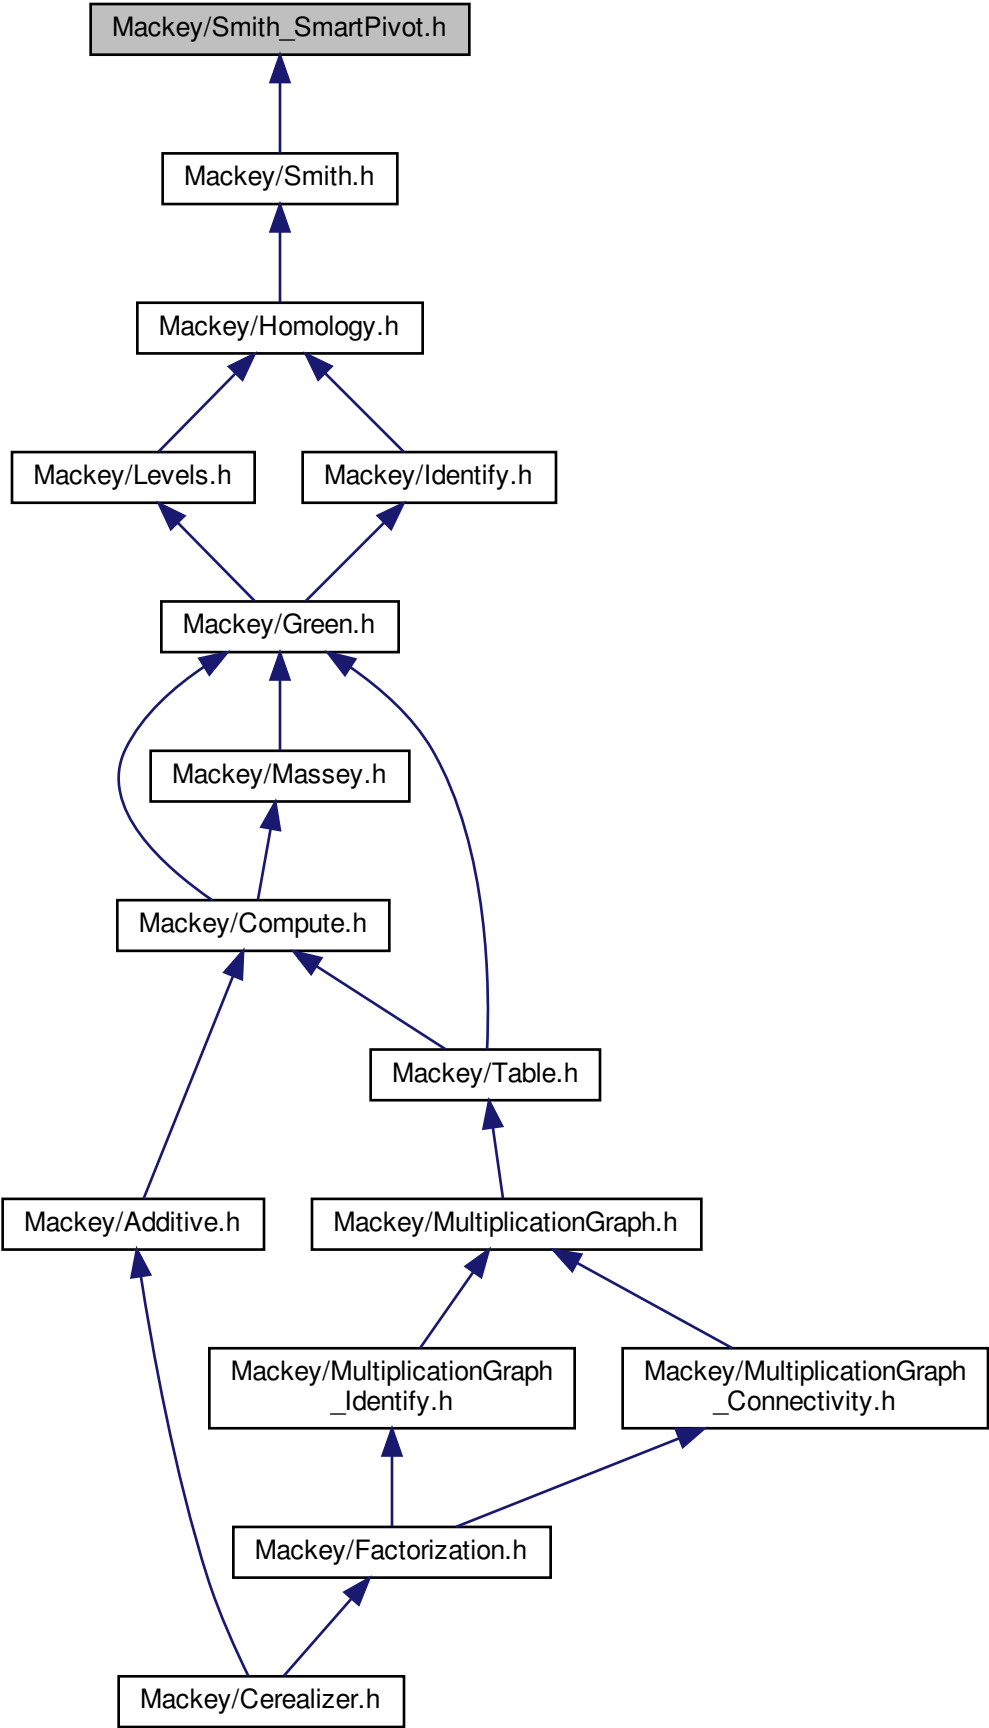 Mackey/Smith_SmartPivot.h
Mackey/Smith.h
Mackey/Homology.h
Mackey/Levels.h
Mackey/Identify.h
Mackey/Green.h
Mackey/Massey.h
Mackey/Compute.h
Mackey/Table.h
Mackey/Additive.h
Mackey/MultiplicationGraph.h
Mackey/MultiplicationGraph
_Identify.h
Mackey/MultiplicationGraph
_Connectivity.h
Mackey/Factorization.h
Mackey/Cerealizer.h